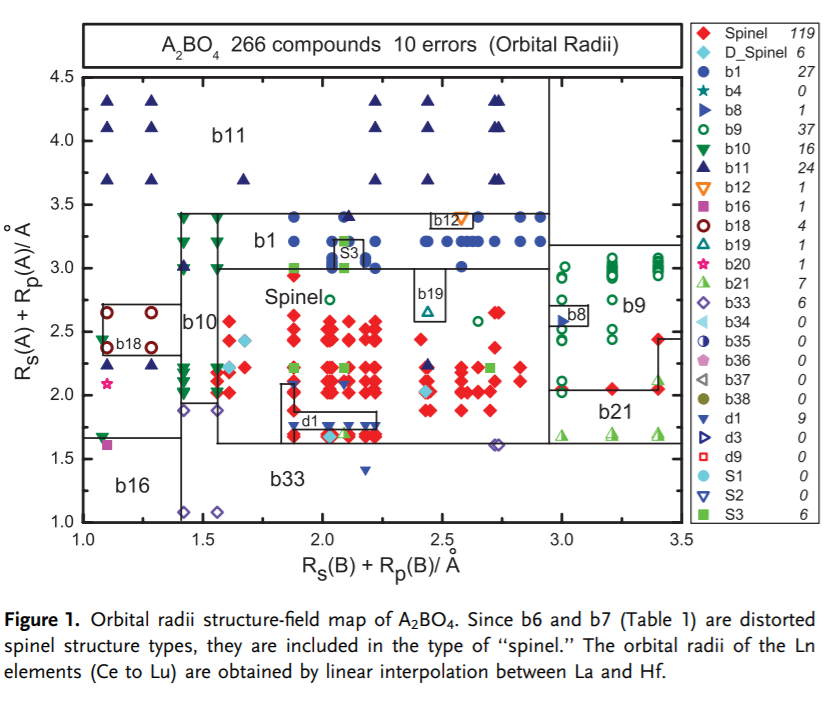 A₂BO₄ 266 compounds 10 errors (Orbital Radii)
4.5
4.0
3.5
3.0
2.5
2.0
1.5
1.0
Rₛ(A) + Rₚ(A)/ Å
b11
b12
b1
S3
Spinel
b19
b9
b8
b10
b18
b21
d1
b16
b33
1.0 1.5 2.0 2.5 3.0 3.5
Rₛ(B) + Rₚ(B)/ Å
Spinel 119
D_Spinel 6
b1 27
b4 0
b8 1
b9 37
b10 16
b11 24
b12 1
b16 1
b18 4
b19 1
b20 1
b21 7
b33 6
b34 0
b35 0
b36 0
b37 0
b38 0
d1 9
d3 0
d9 0
S1 0
S2 0
S3 6
Figure 1. Orbital radii structure-field map of A₂BO₄. Since b6 and b7 (Table 1) are distorted
spinel structure types, they are included in the type of “spinel.” The orbital radii of the Ln
elements (Ce to Lu) are obtained by linear interpolation between La and Hf.